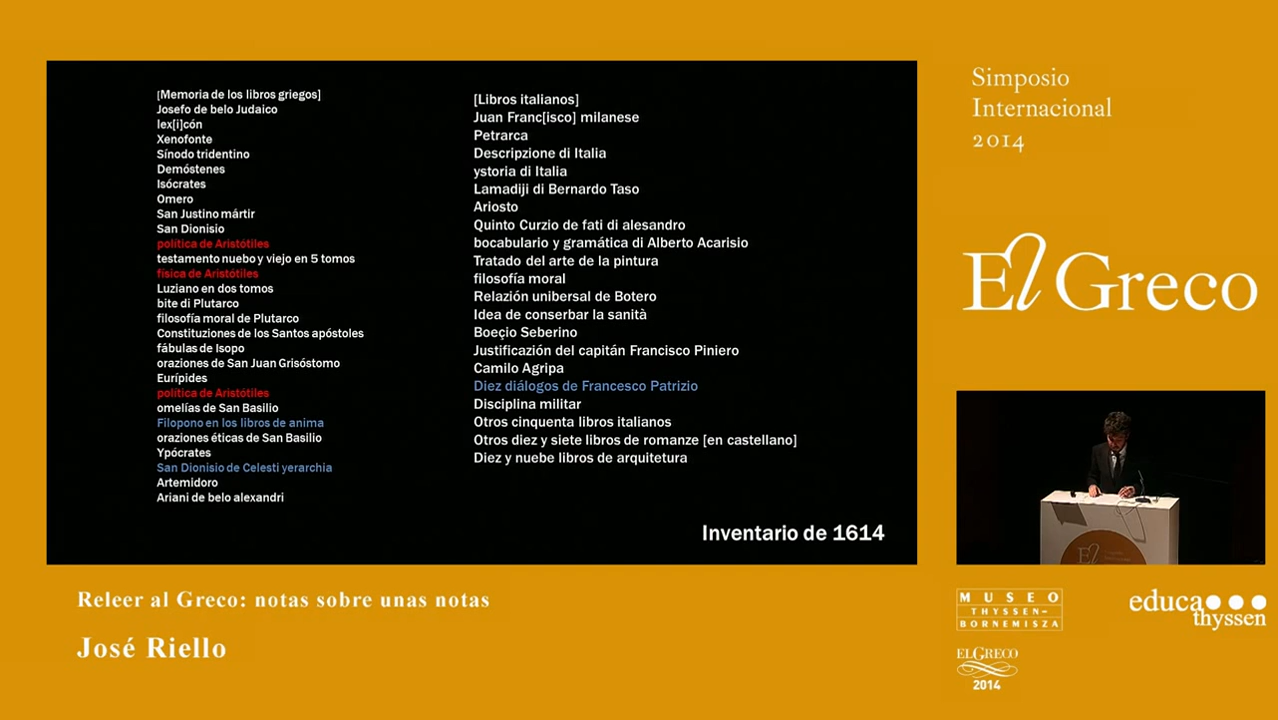 [Memoria de los libros griegos]
Josefo de belo Judaico
lex[i]cón
Xenofonte
Sínodo tridentino
Demóstenes
Isócrates
Omero
San Justino mártir
San Dionisio
política de Aristótiles
testamento nuebo y viejo en 5 tomos
física de Aristótiles
Luziano en dos tomos
bite di Plutarco
filosofía moral de Plutarco
Constituziones de los Santos apóstoles
fábulas de Isopo
oraziones de San Juan Grisóstomo
Eurípides
política de Aristótiles
omelías de San Basilio
Filopono en los libros de anima
oraziones éticas de San Basilio
Ypócrates
San Dionisio de Celesti yerarchia
Artemidoro
Ariani de belo alexandri
[Libros italianos]
Juan Franc[isco] milanese
Petrarca
Descripzione di Italia
ystoria di Italia
Lamadiji di Bernardo Taso
Ariosto
Quinto Curzio de fati di alesandro
bocabulario y gramática di Alberto Acarisio
Tratado del arte de la pintura
filosofía moral
Relazión unibersal de Botero
Idea de conserbar la sanità
Boeçio Seberino
Justificazión del capitán Francisco Piniero
Camilo Agripa
Diez diálogos de Francesco Patrizio
Disciplina militar
Otros cinquenta libros italianos
Otros diez y siete libros de romanze [en castellano]
Diez y nuebe libros de arquitetura
Inventario de 1614
Simposio
Internacional
2014
El Greco
El
Releer al Greco: notas sobre unas notas
José Riello
MUSEO
THYSSEN-
BORNEMISZA
educa
thyssen
ELGRECO
2014